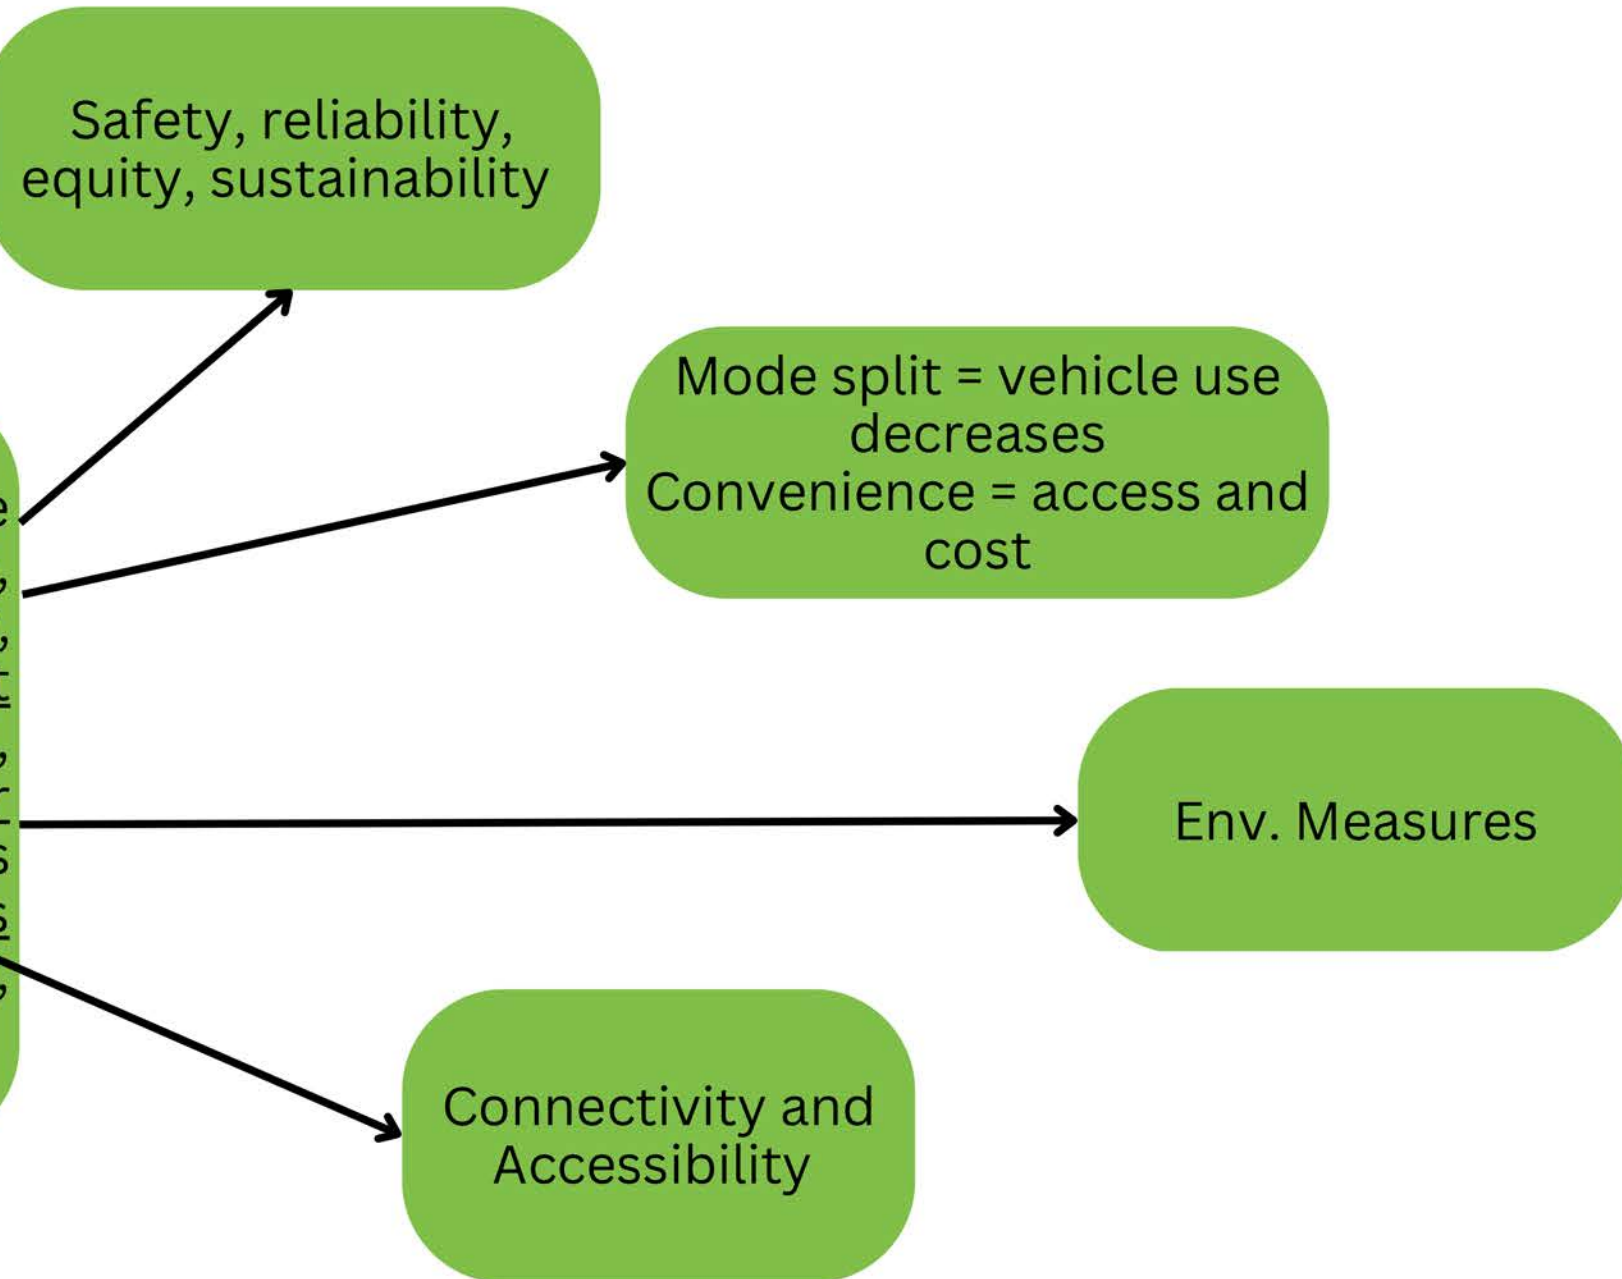 Safety, reliability,
equity, sustainability
Mode split = vehicle use
decreases
Convenience = access and
cost
Env. Measures
Connectivity and
Accessibility